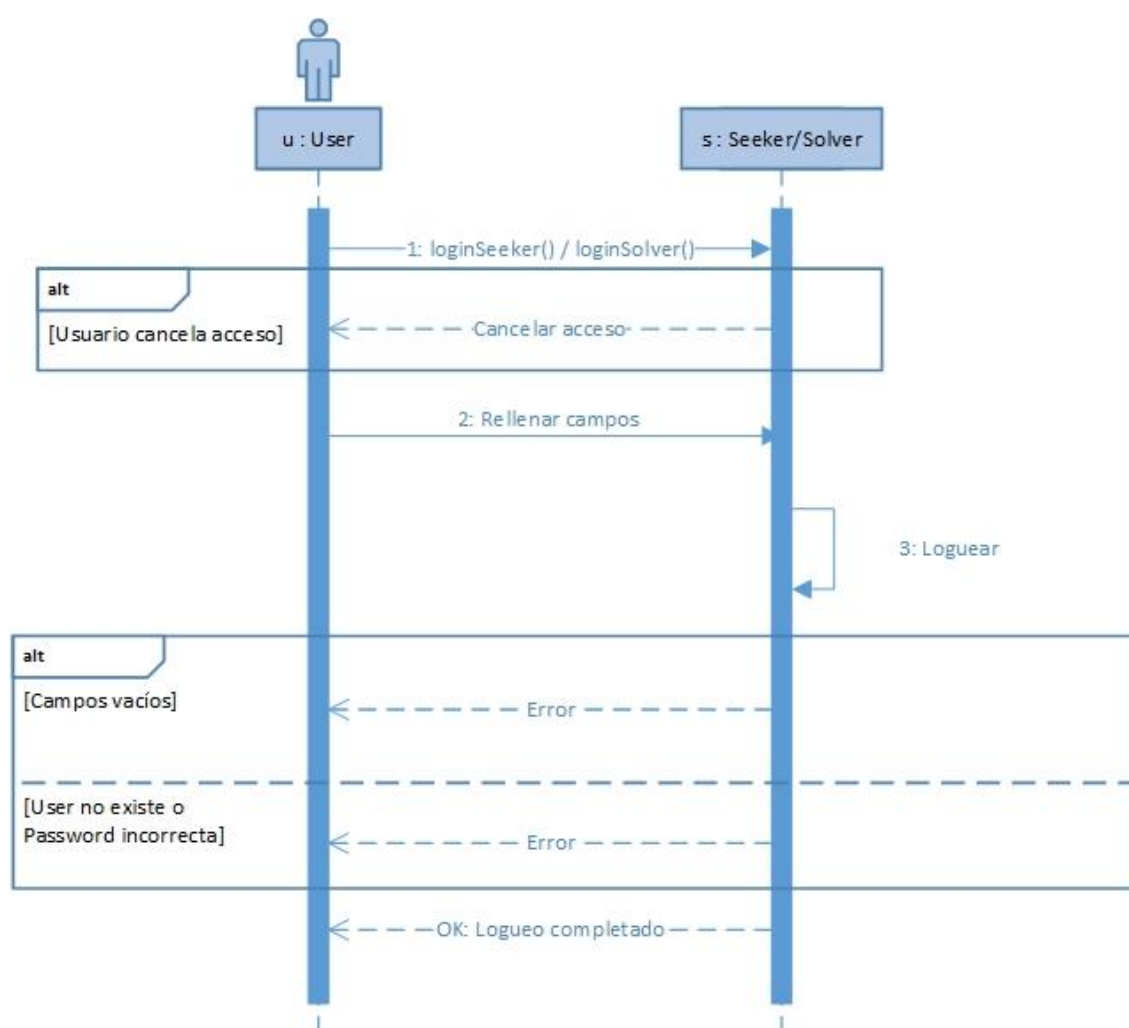 u : User
s : Seeker/Solver
1: loginSeeker() / loginSolver()
alt
[Usuario cancela acceso]
Cancelar acceso
2: Rellenar campos
3: Loguear
alt
[Campos vacíos]
Error
[User no existe o
Password incorrecta]
Error
OK: Logueo completado